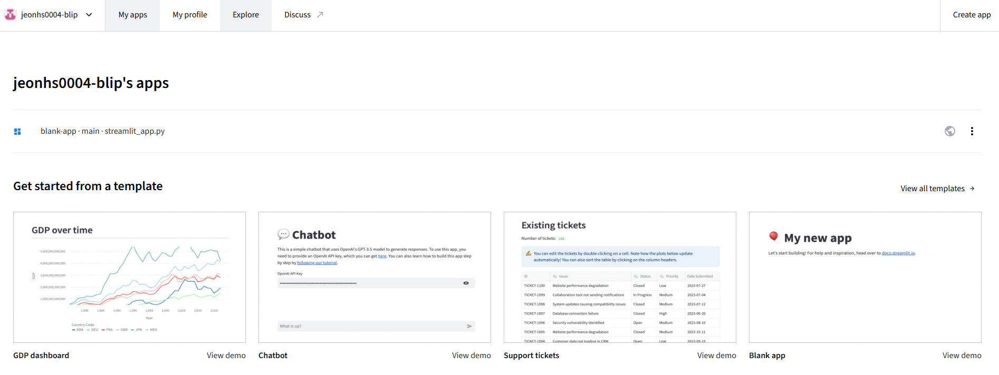 jeonhs0004-blip
My apps
My profile
Explore
Discuss
Create app
jeonhs0004-blip's apps
blank-app · main · streamlit_app.py
Get started from a template
View all templates →
GDP over time
5,000,000,000,000
4,000,000,000,000
3,000,000,000,000
2,000,000,000,000
1,000,000,000,000
GDP
1,980 1,985 1,990 1,995 2,000 2,005 2,010 2,015 2,020
Year
Country Code
BRA DEU FRA GBR JPN MEX
GDP dashboard
View demo
Chatbot
This is a simple chatbot that uses OpenAI's GPT-3.5 model to generate responses. To use this app, you
need to provide an OpenAI API key, which you can get here. You can also learn how to build this app step
by step by following our tutorial.
OpenAI API Key
What is up?
Chatbot
View demo
Existing tickets
Number of tickets: 100
You can edit the tickets by double clicking on a cell. Note how the plots below update
automatically! You can also sort the table by clicking on the column headers.
ID Issue Status Priority Date Submitted
TICKET-1100 Website performance degradation Closed Low 2023-07-27
TICKET-1099 Collaboration tool not sending notifications In Progress Medium 2023-07-04
TICKET-1098 System updates causing compatibility issues Closed Medium 2023-07-12
TICKET-1097 Database connection failure Closed High 2023-06-20
TICKET-1096 Security vulnerability identified Open Medium 2023-08-10
TICKET-1095 Website performance degradation Closed Medium 2023-10-11
TICKET-1094 Customer data not loading in CRM Open Low 2023-09-23
Support tickets
View demo
My new app
Let's start building! For help and inspiration, head over to docs.streamlit.io.
Blank app
View demo